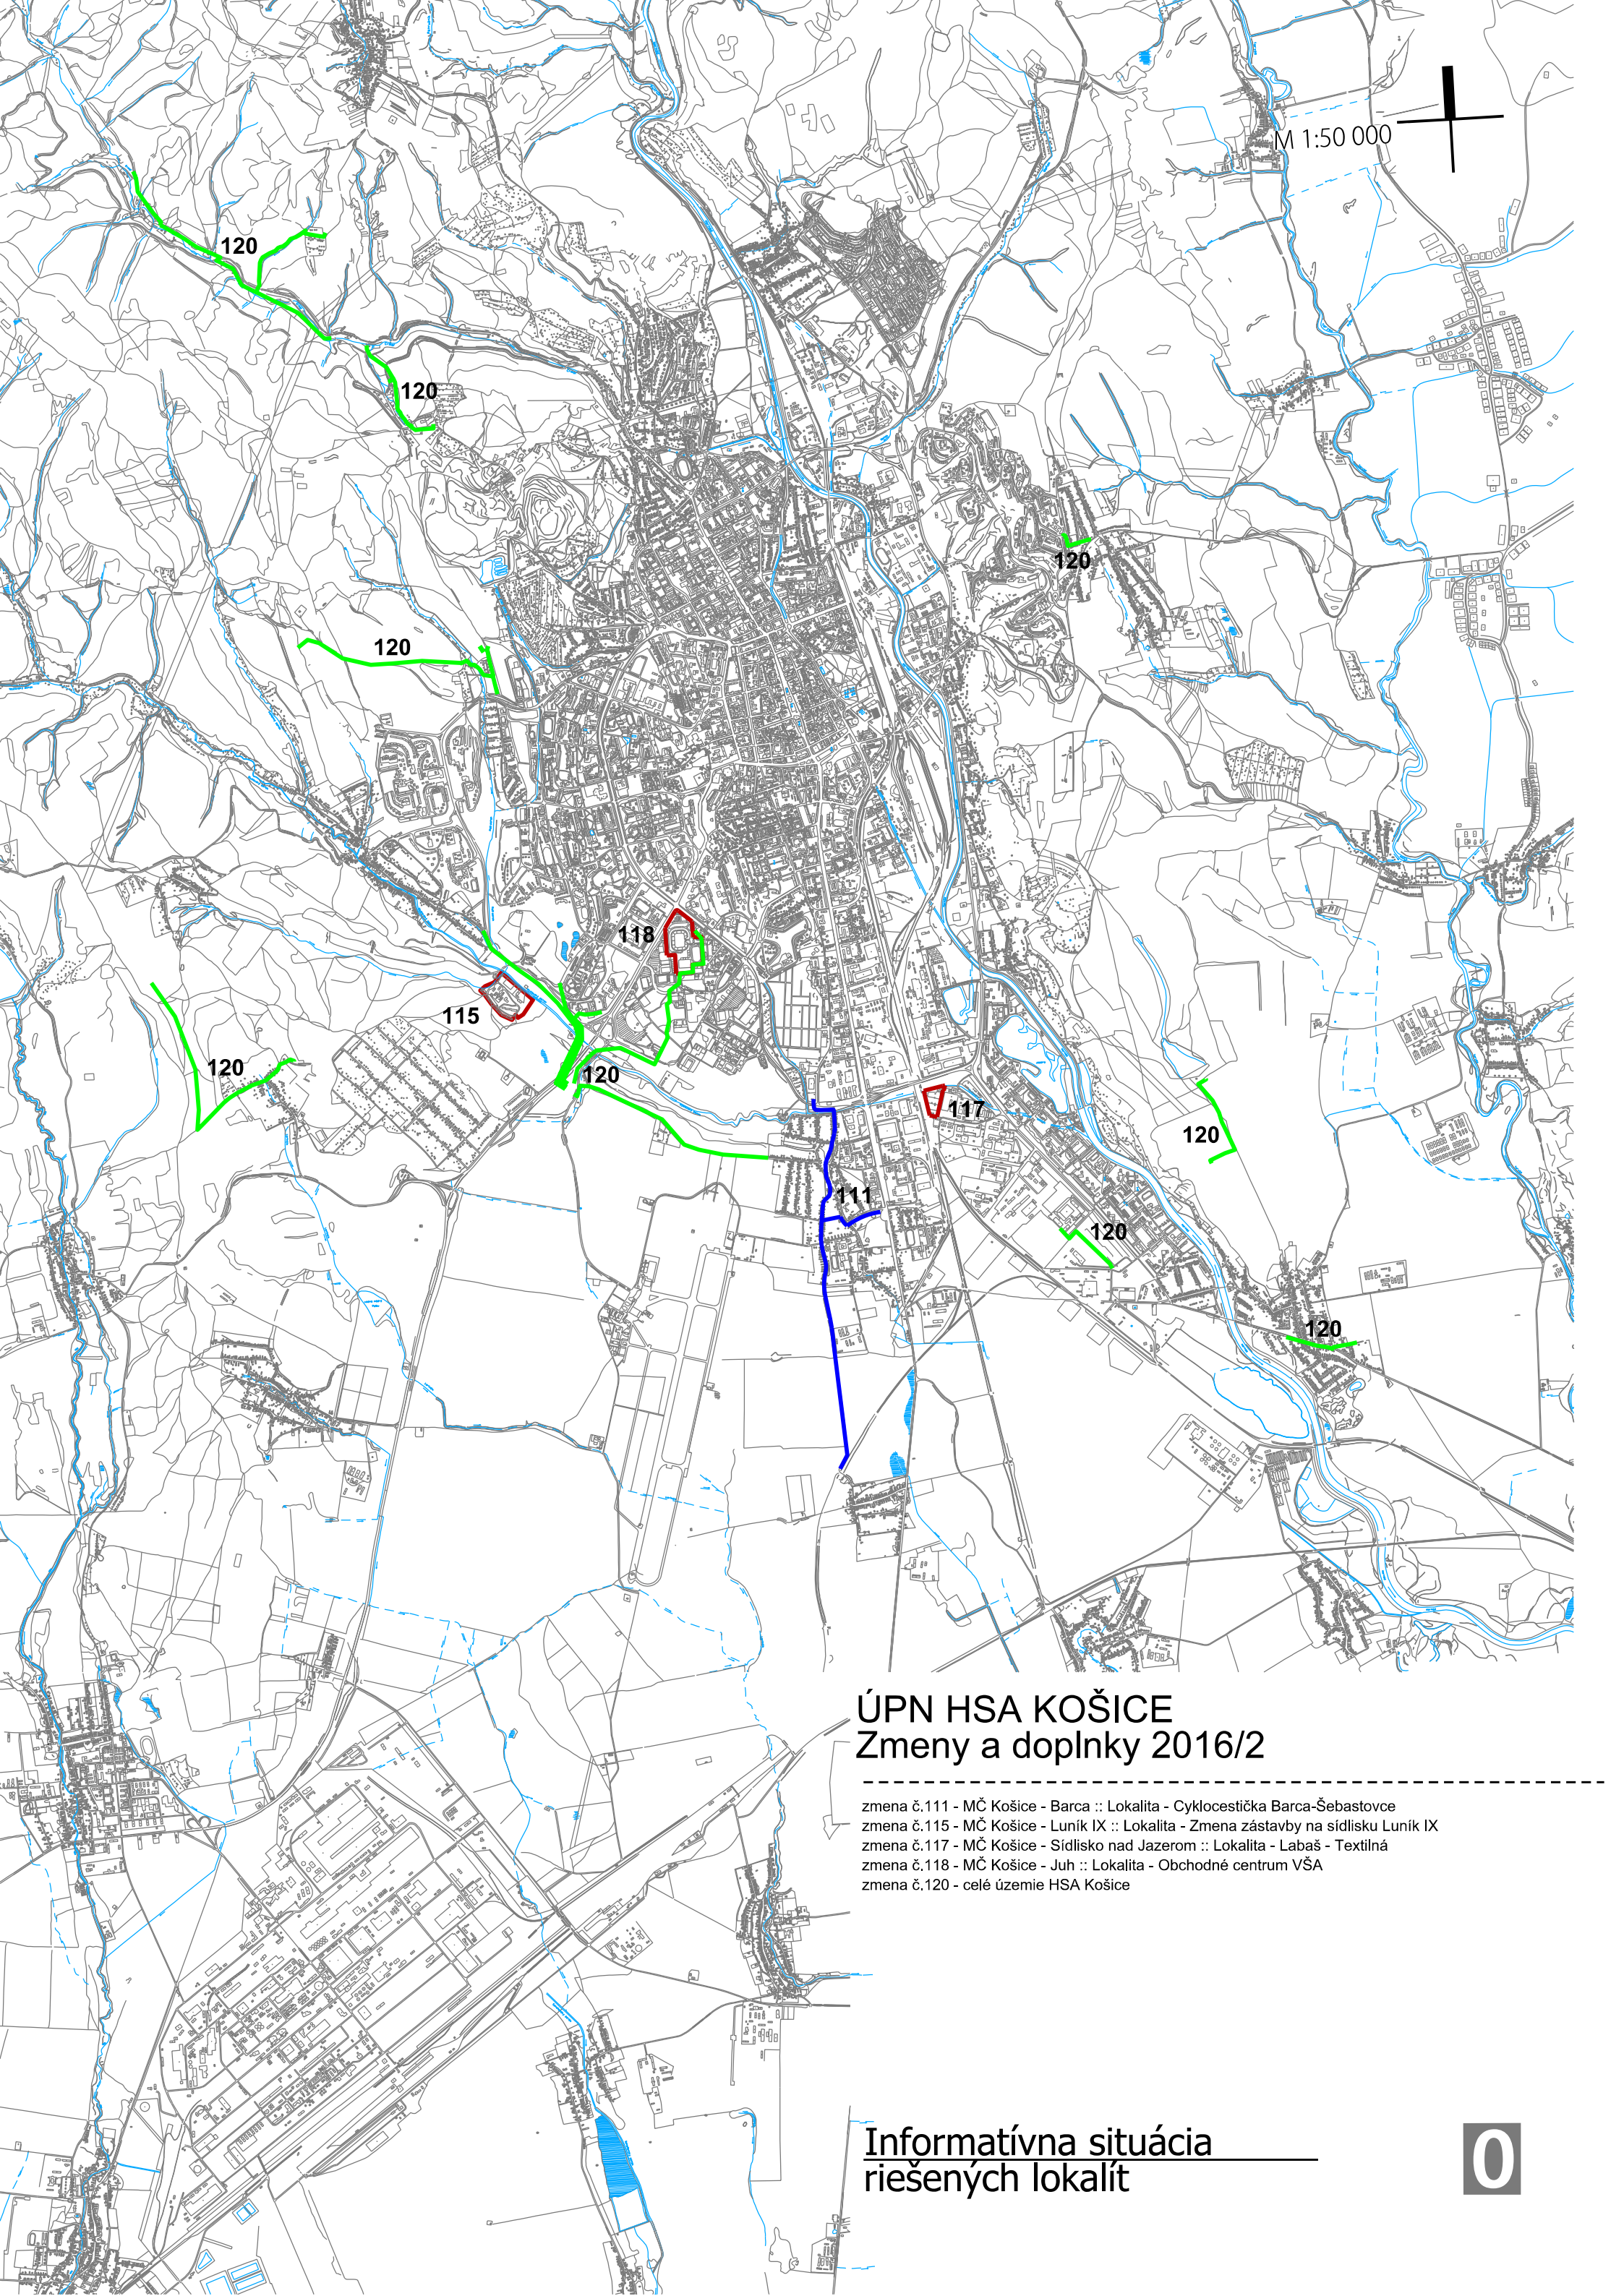 M 1:50 000
120
120
120
120
118
115
120
120
117
120
111
120
120
ÚPN HSA KOŠICE
Zmeny a doplnky 2016/2
zmena č.111 - MČ Košice - Barca :: Lokalita - Cyklocestička Barca-Šebastovce
zmena č.115 - MČ Košice - Luník IX :: Lokalita - Zmena zástavby na sídlisku Luník IX
zmena č.117 - MČ Košice - Sídlisko nad Jazerom :: Lokalita - Labaš - Textilná
zmena č.118 - MČ Košice - Juh :: Lokalita - Obchodné centrum VŠA
zmena č.120 - celé územie HSA Košice
Informatívna situácia
riešených lokalít
0